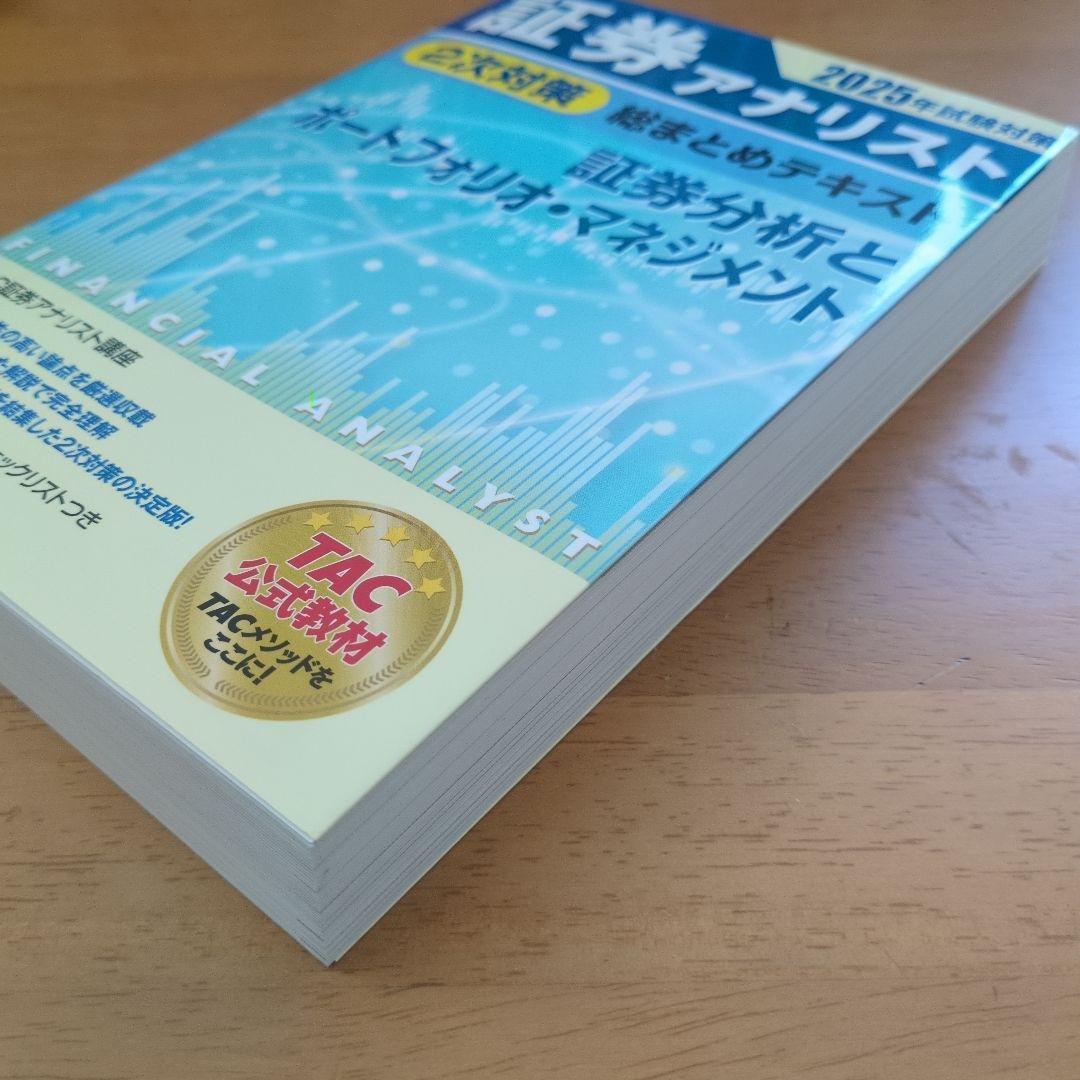 2025年試験対策
証券アナリスト
2次対策
総まとめテキスト
証券分析と
ポートフォリオ・マネジメント
FINANCIAL ANALYST
証券アナリスト講座
の高い論点を厳選収載
解説で完全理解
を結集した2次対策の決定版!
ェックリストつき
TAC
公式教材
TACメソッドを
ここに!